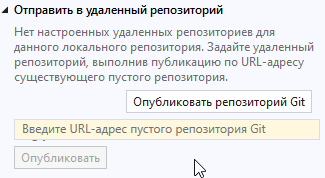 Отправить в удаленный репозиторий
Нет настроенных удаленных репозиториев для
данного локального репозитория. Задайте удаленный
репозиторий, выполнив публикацию по URL-адресу
существующего пустого репозитория.
Опубликовать репозиторий Git
Введите URL-адрес пустого репозитория Git
Опубликовать